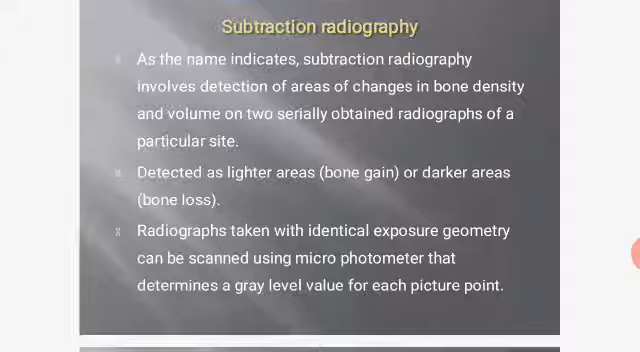 Subtraction radiography
As the name indicates, subtraction radiography
involves detection of areas of changes in bone density
and volume on two serially obtained radiographs of a
particular site.
Detected as lighter areas (bone gain) or darker areas
(bone loss).
Radiographs taken with identical exposure geometry
can be scanned using micro photometer that
determines a gray level value for each picture point.